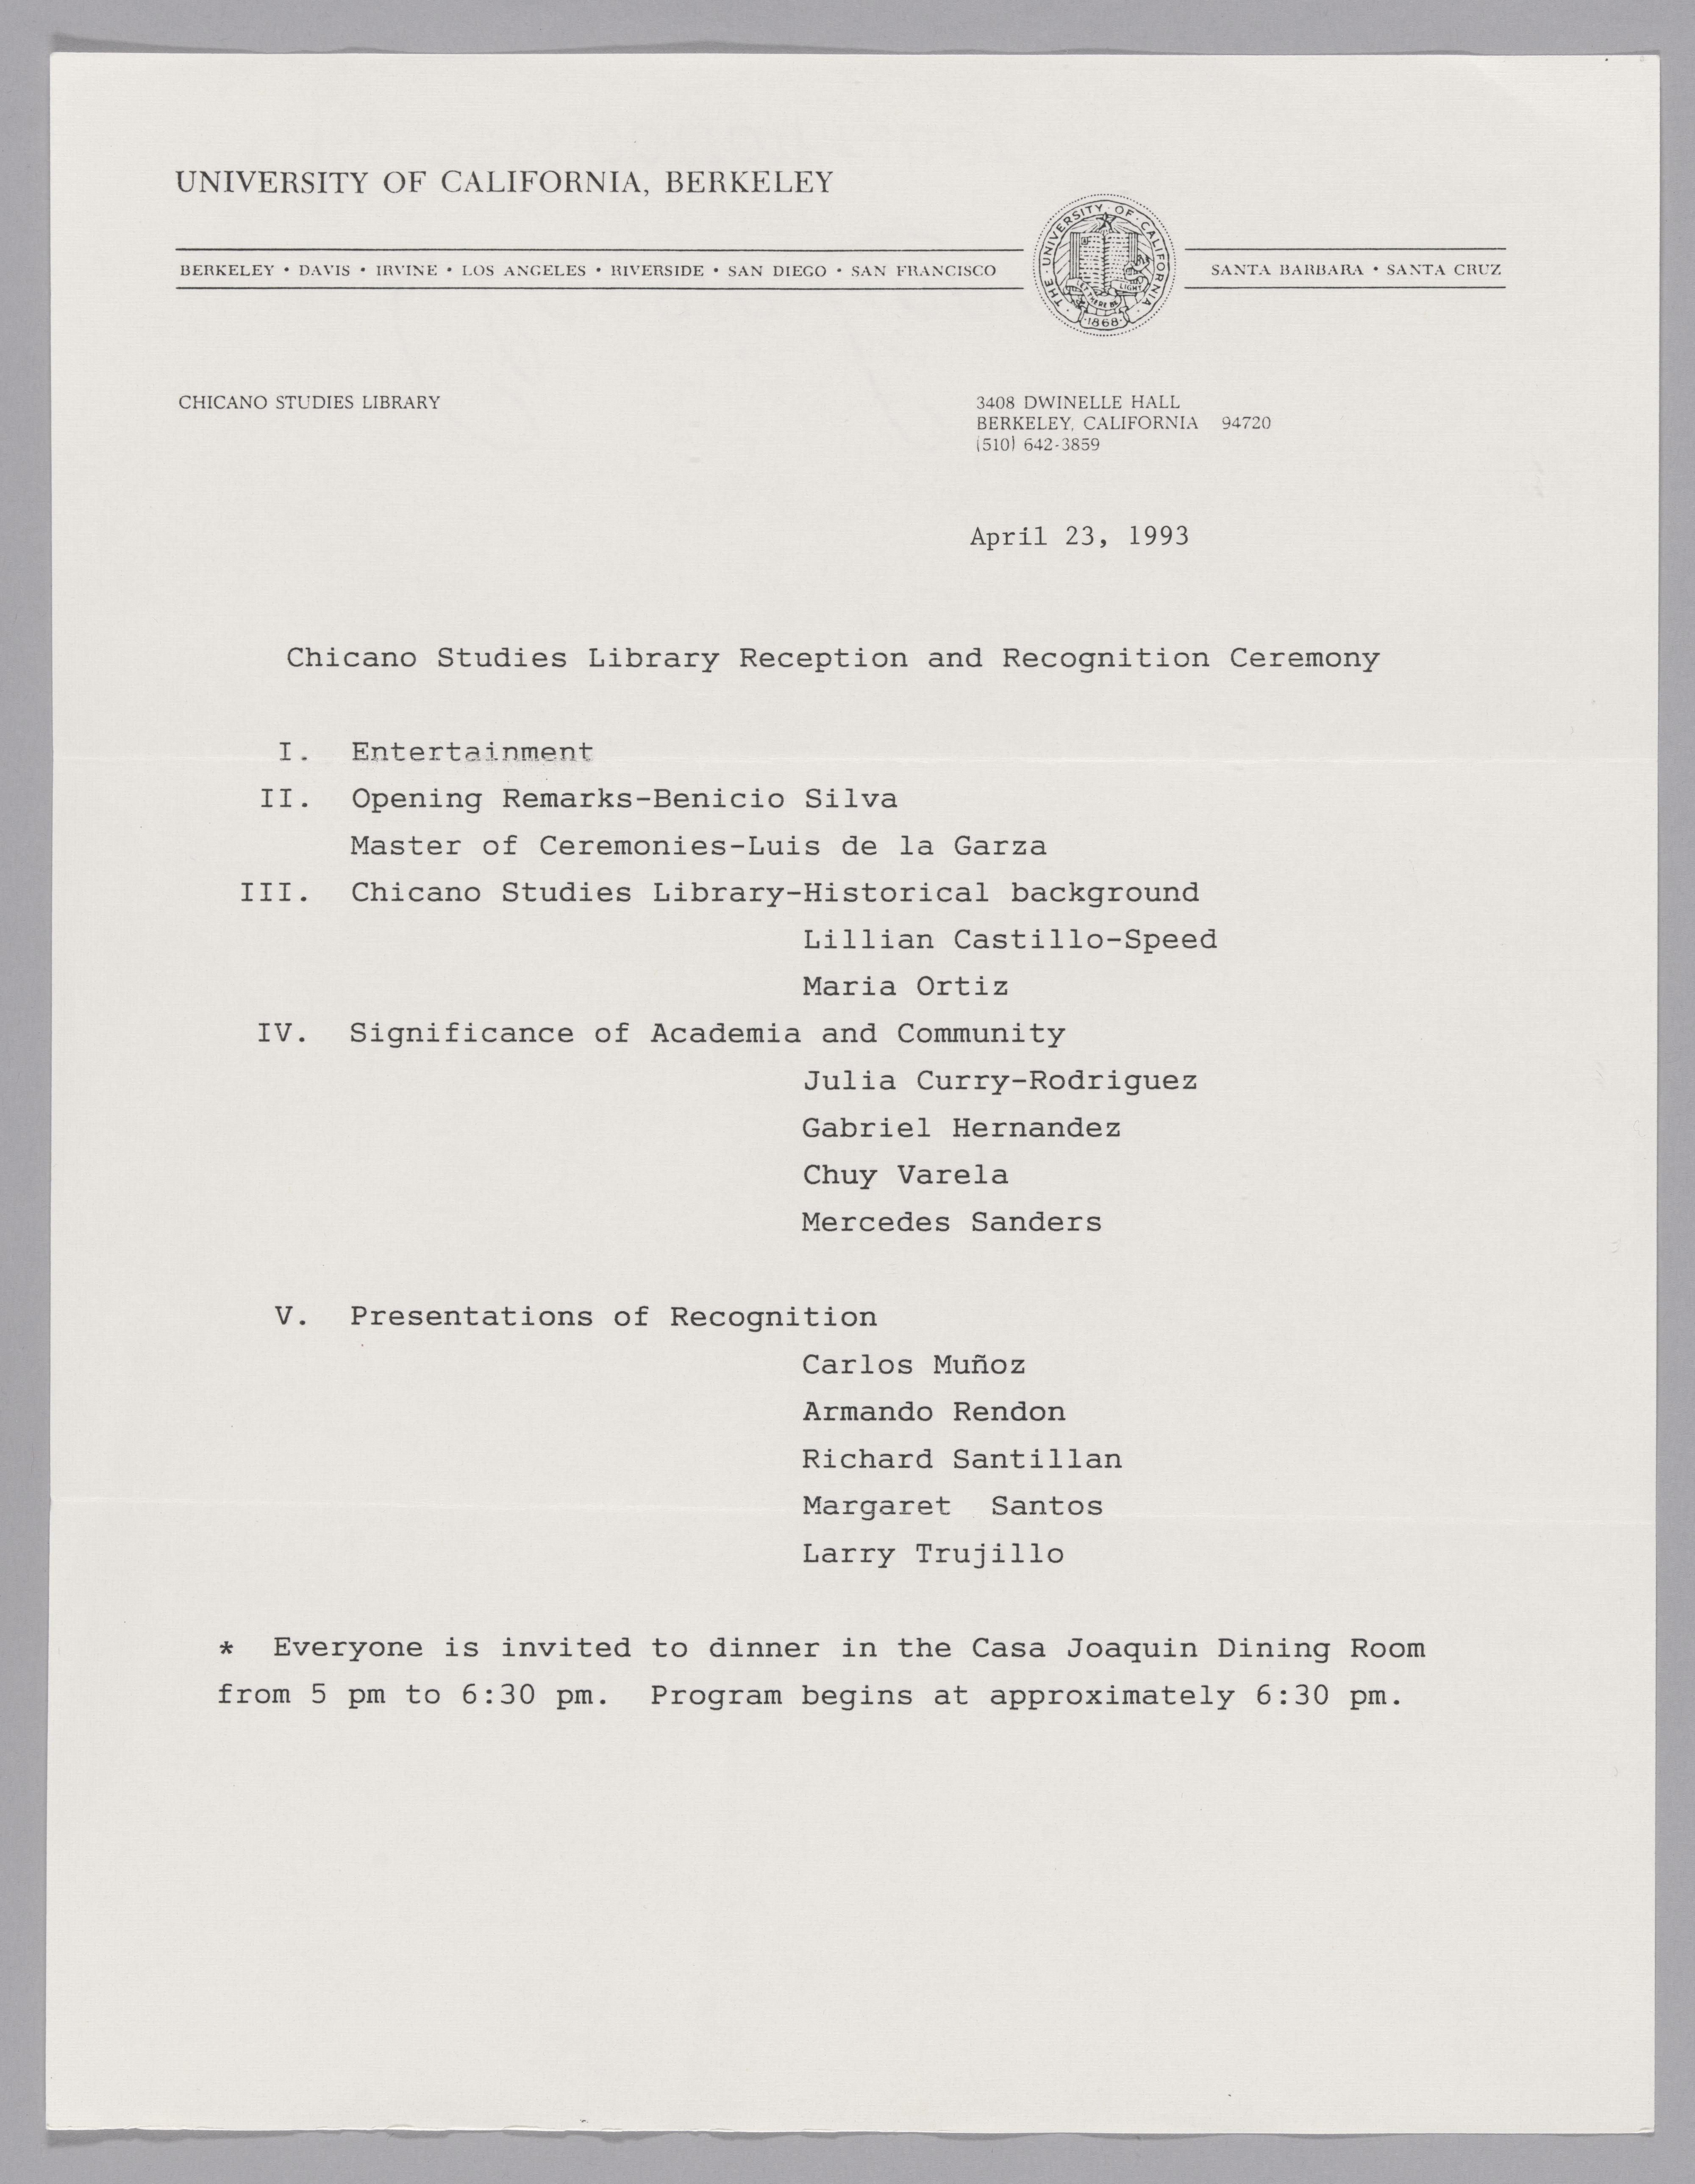 UNIVERSITY OF CALIFORNIA, BERKELEY
BERKELEY • DAVIS • IRVINE • LOS ANGELES • RIVERSIDE • SAN DIEGO • SAN FRANCISCO
THE · UNIVERSITY · OF · CALIFORNIA ·
LET THERE BE LIGHT
·1868·
SANTA BARBARA • SANTA CRUZ
CHICANO STUDIES LIBRARY
3408 DWINELLE HALL
BERKELEY, CALIFORNIA 94720
(510) 642-3859
April 23, 1993
Chicano Studies Library Reception and Recognition Ceremony
I. Entertainment
II. Opening Remarks-Benicio Silva
Master of Ceremonies-Luis de la Garza
III. Chicano Studies Library-Historical background
Lillian Castillo-Speed
Maria Ortiz
IV. Significance of Academia and Community
Julia Curry-Rodriguez
Gabriel Hernandez
Chuy Varela
Mercedes Sanders
V. Presentations of Recognition
Carlos Muñoz
Armando Rendon
Richard Santillan
Margaret  Santos
Larry Trujillo
*  Everyone is invited to dinner in the Casa Joaquin Dining Room
from 5 pm to 6:30 pm.  Program begins at approximately 6:30 pm.